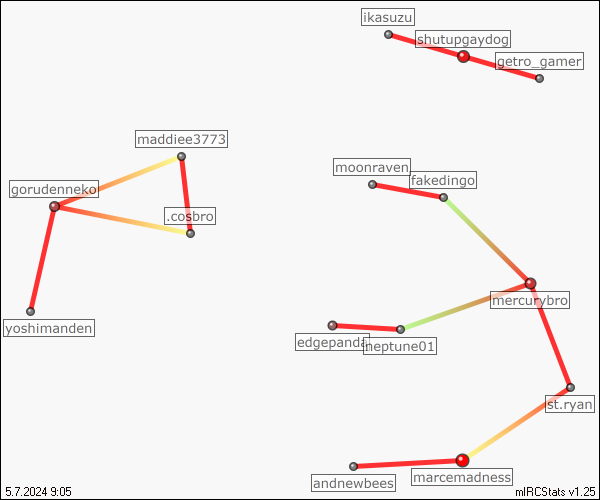 ikasuzu
shutupgaydog
getro_gamer
maddiee3773
moonraven
fakedingo
gorudenneko
.cosbro
mercurybro
yoshimanden
edgepanda
neptune01
st.ryan
marcemadness
andnewbees
5.7.2024 9:05
mIRCStats v1.25